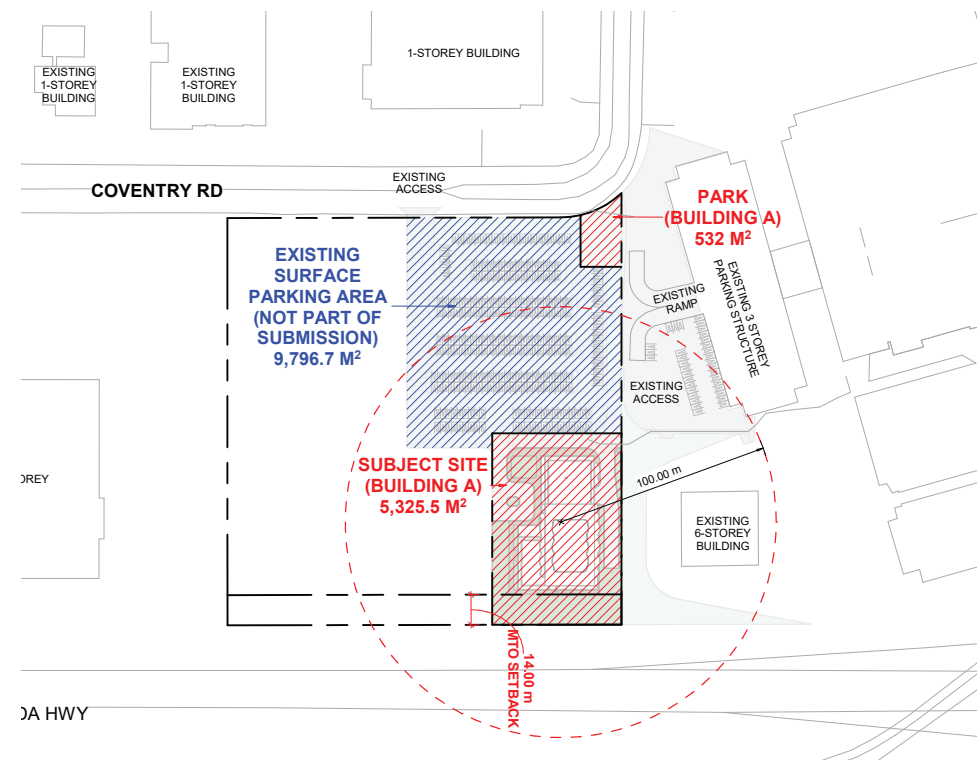 1-STOREY BUILDING
EXISTING
1-STOREY
BUILDING
EXISTING
1-STOREY
BUILDING
COVENTRY RD
EXISTING
ACCESS
PARK
(BUILDING A)
532 M²
EXISTING
SURFACE
PARKING AREA
(NOT PART OF
SUBMISSION)
9,796.7 M²
EXISTING
RAMP
EXISTING 3 STOREY
PARKING STRUCTURE
EXISTING
ACCESS
SUBJECT SITE
(BUILDING A)
5,325.5 M²
100.00 m
OREY
EXISTING
6-STOREY
BUILDING
14.00 m
MTO SETBACK
DA HWY